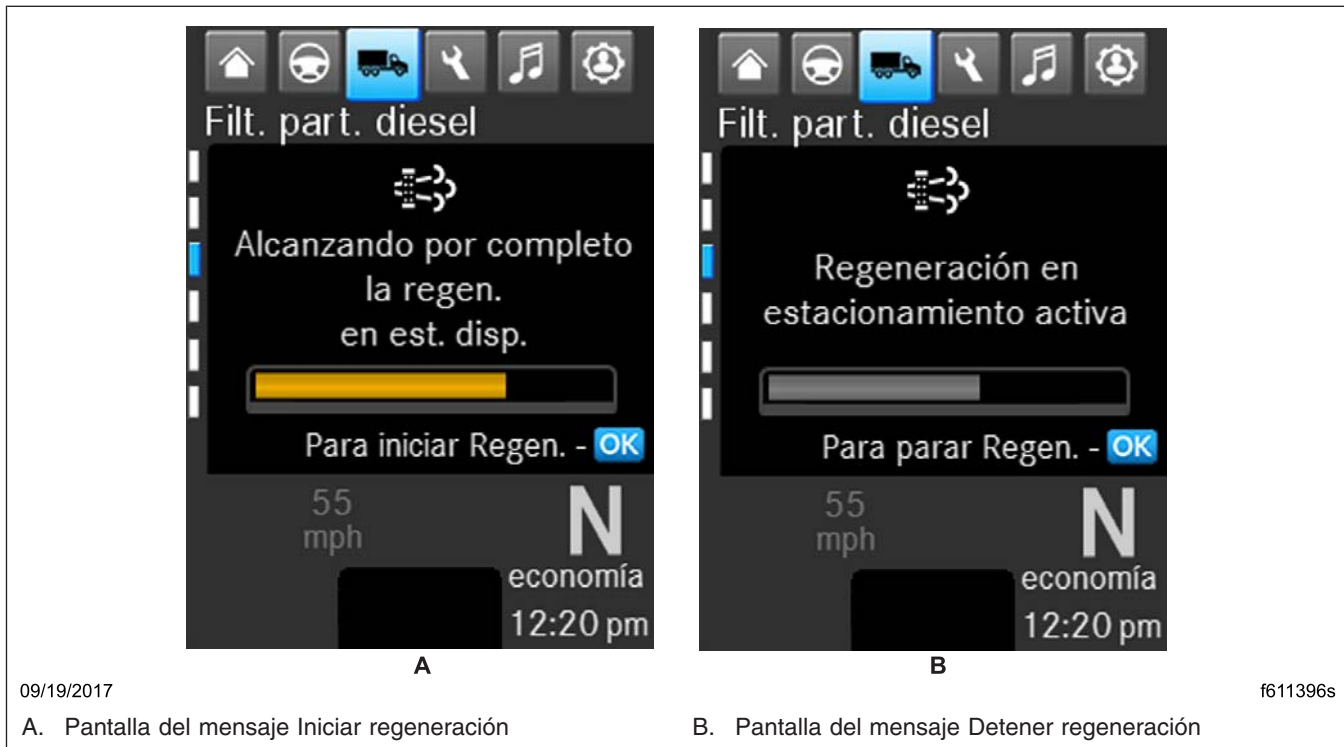 Filt. part. diesel
Alcanzando por completo
la regen.
en est. disp.
Para iniciar Regen. - OK
55
mph
N
economía
12:20 pm
A
Filt. part. diesel
Regeneración en
estacionamiento activa
Para parar Regen. - OK
55
mph
N
economía
12:20 pm
B
09/19/2017
f611396s
A. Pantalla del mensaje Iniciar regeneración
B. Pantalla del mensaje Detener regeneración